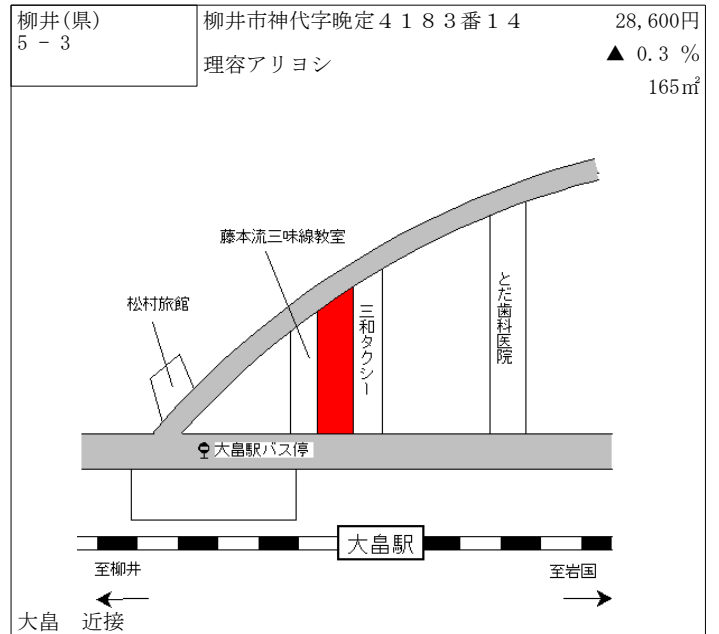 柳井(県)
5 - 3
柳井市神代字晩定４１８３番１４
28,600円
理容アリヨシ
▲ 0.3 %
165㎡
藤本流三味線教室
松村旅館
三和タクシー
とだ歯科医院
大畠駅バス停
大畠駅
至柳井
至岩国
大畠　近接